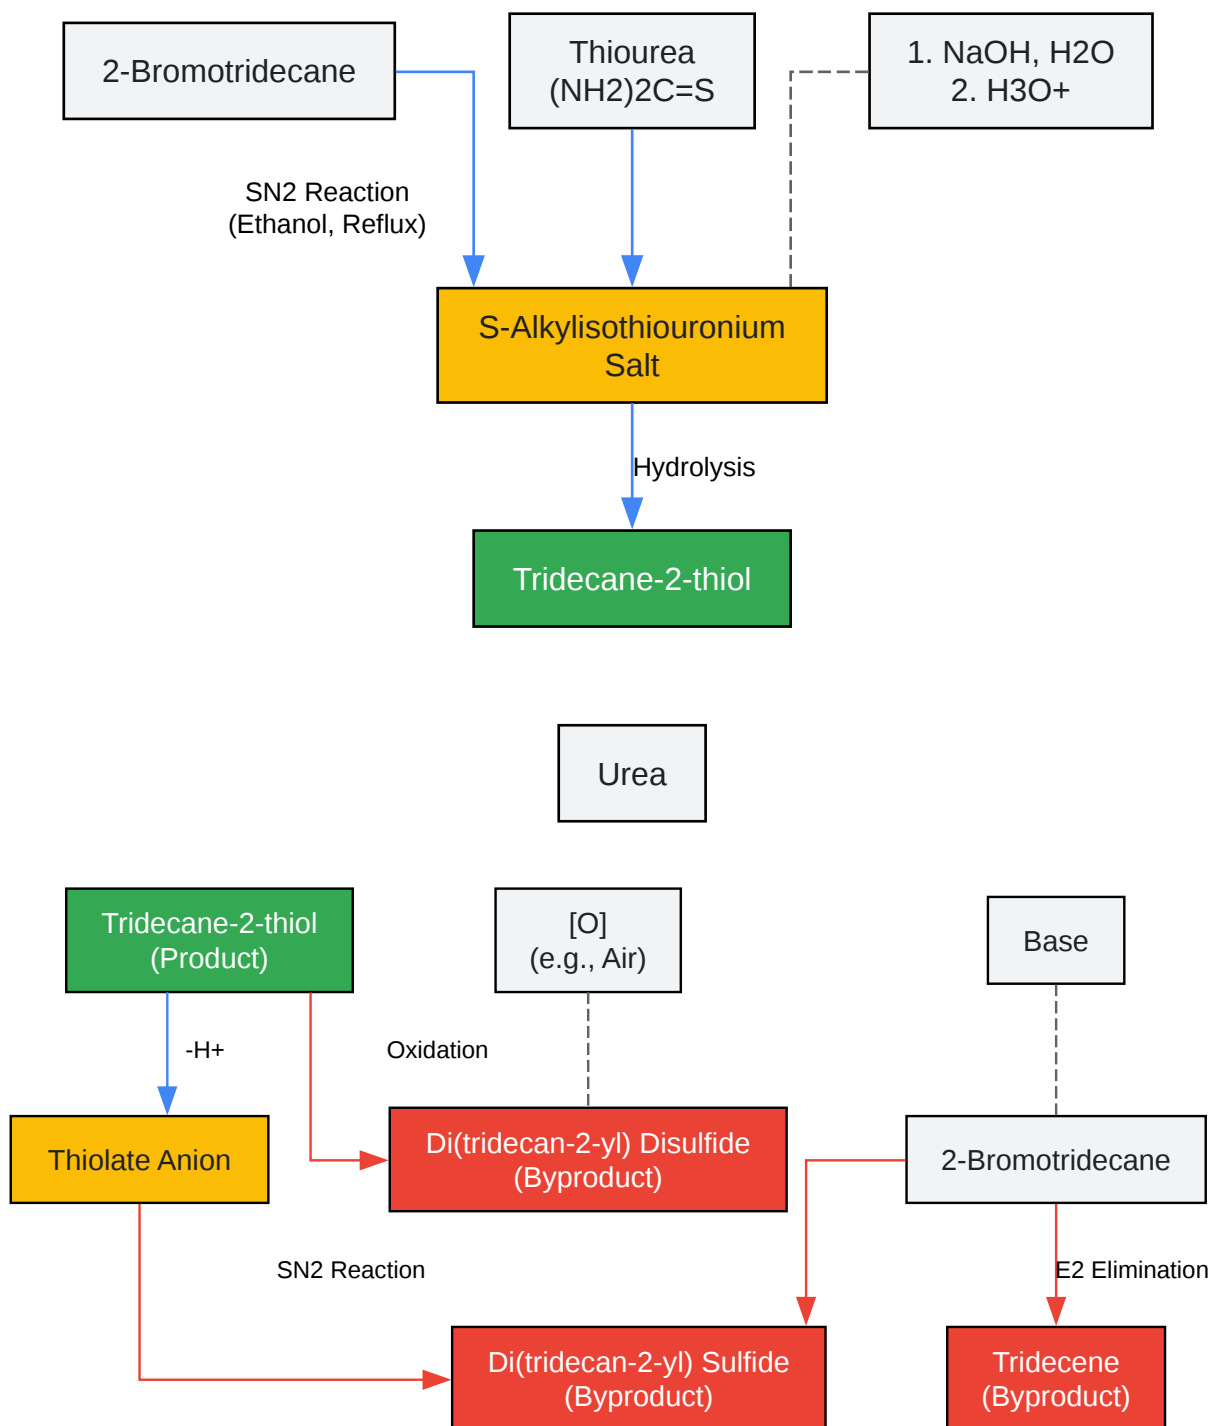 2-Bromotridecane
Thiourea
(NH2)2C=S
1. NaOH, H2O
2. H3O+
SN2 Reaction
(Ethanol, Reflux)
S-Alkylisothiouronium
Salt
Hydrolysis
Tridecane-2-thiol
Urea
Tridecane-2-thiol
(Product)
[O]
(e.g., Air)
Base
-H+
Oxidation
Thiolate Anion
Di(tridecan-2-yl) Disulfide
(Byproduct)
2-Bromotridecane
SN2 Reaction
E2 Elimination
Di(tridecan-2-yl) Sulfide
(Byproduct)
Tridecene
(Byproduct)